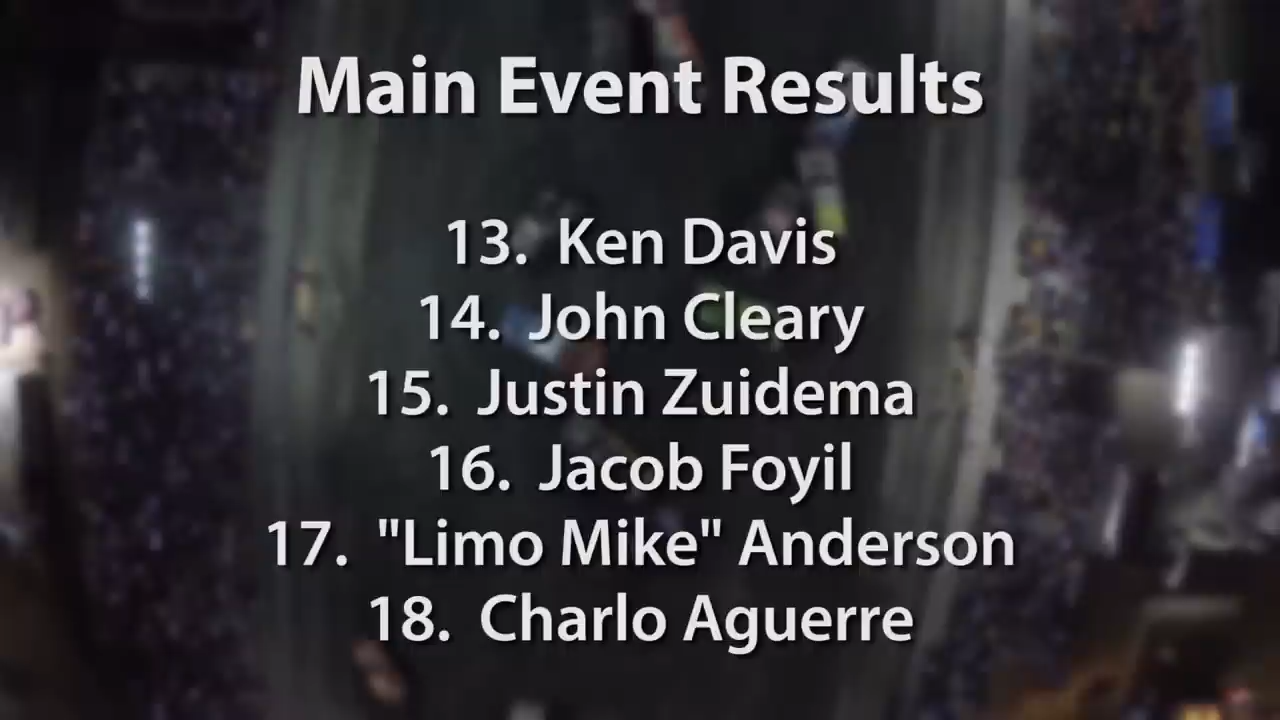 Main Event Results
13. Ken Davis
14. John Cleary
15. Justin Zuidema
16. Jacob Foyil
17. "Limo Mike" Anderson
18. Charlo Aguerre